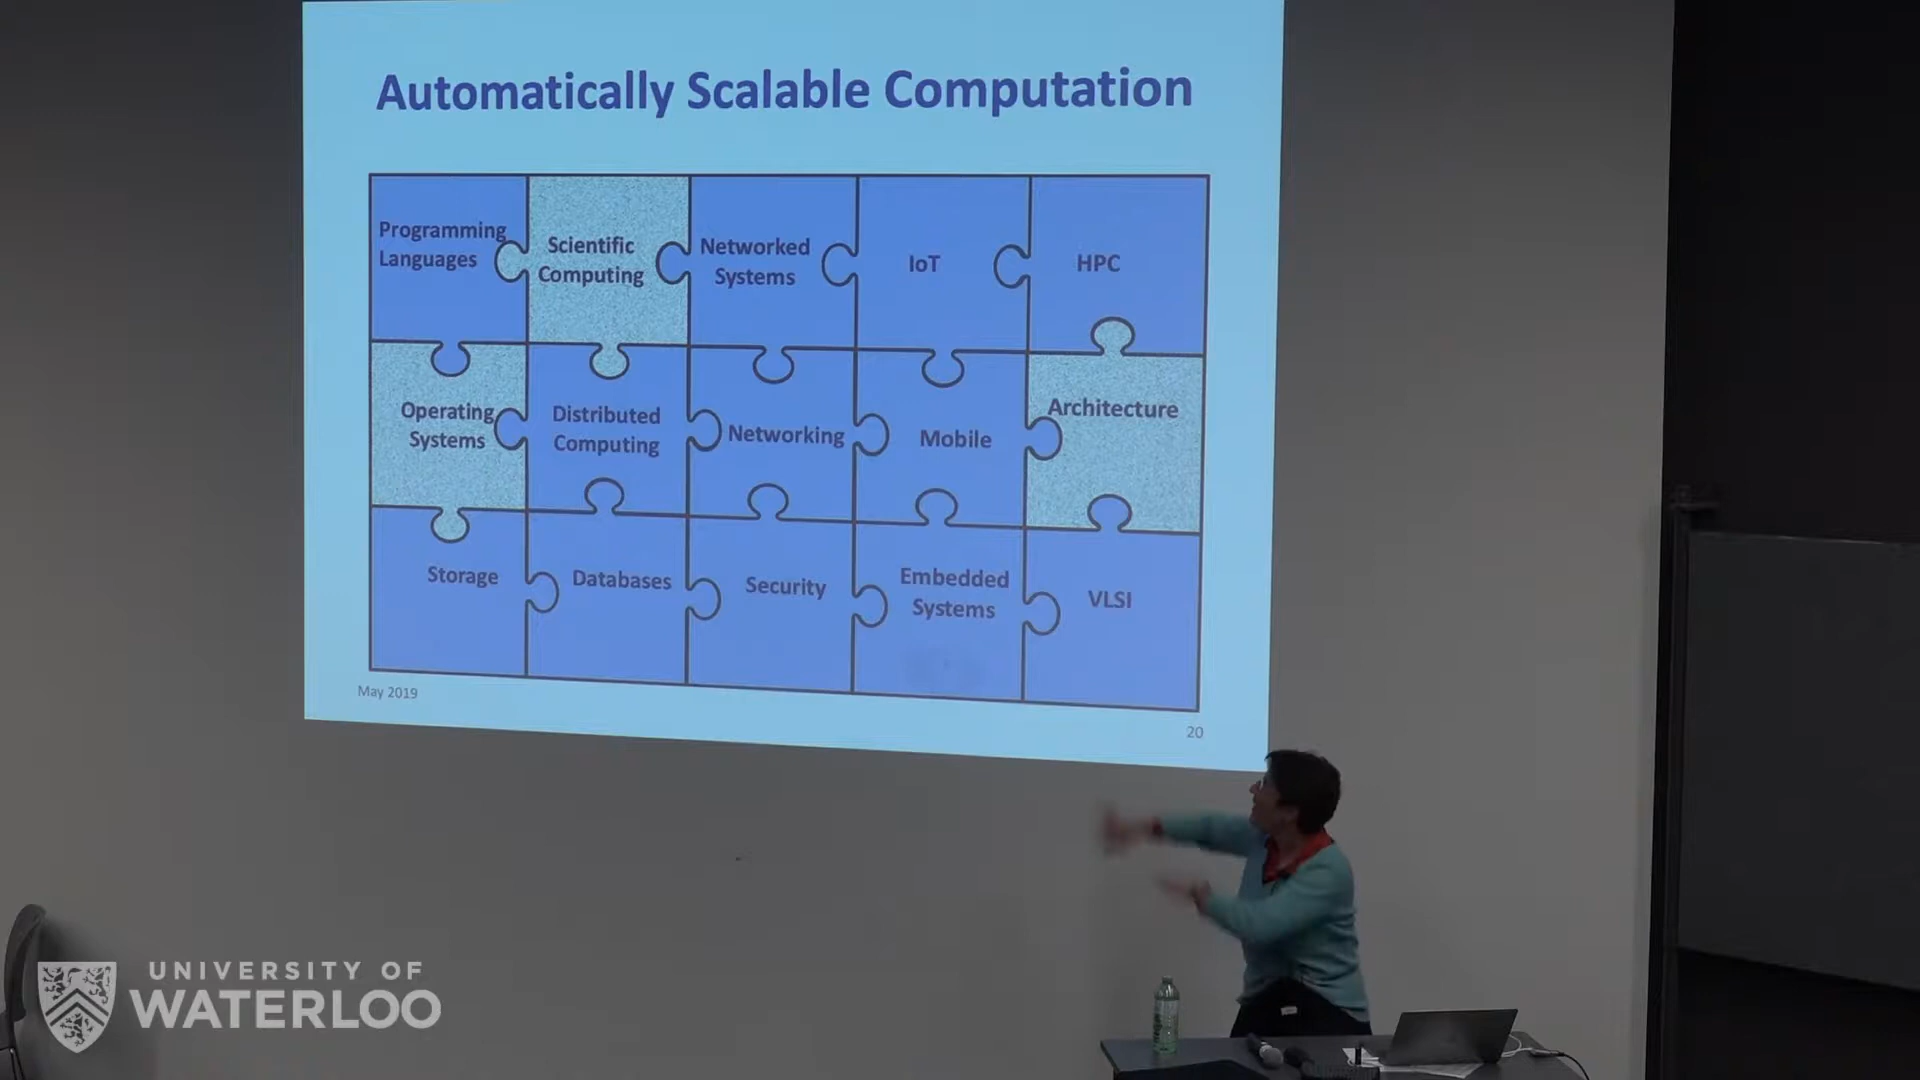 Automatically Scalable Computation
Programming
Languages
Scientific
Computing
Networked
Systems
IoT
HPC
Operating
Systems
Distributed
Computing
Networking
Mobile
Architecture
Storage
Databases
Security
Embedded
Systems
VLSI
May 2019
20
UNIVERSITY OF
WATERLOO